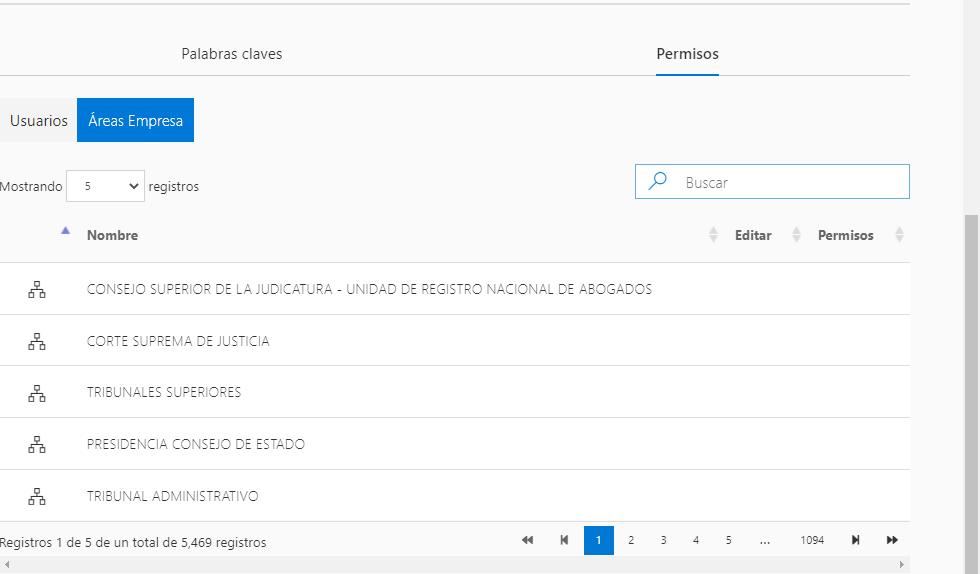 Palabras claves Permisos
Usuarios Áreas Empresa
Mostrando 5 registros Buscar
Nombre Editar Permisos
CONSEJO SUPERIOR DE LA JUDICATURA - UNIDAD DE REGISTRO NACIONAL DE ABOGADOS
CORTE SUPREMA DE JUSTICIA
TRIBUNALES SUPERIORES
PRESIDENCIA CONSEJO DE ESTADO
TRIBUNAL ADMINISTRATIVO
Registros 1 de 5 de un total de 5,469 registros 1 2 3 4 5 ... 1094